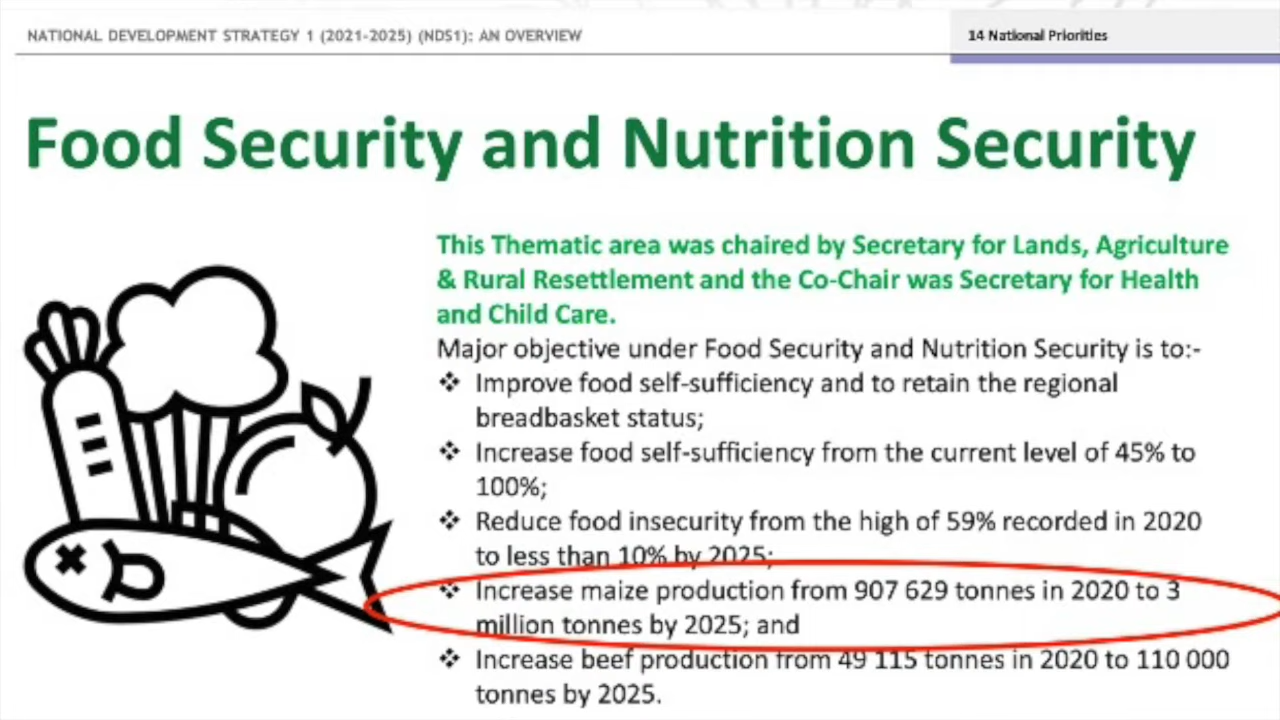 NATIONAL DEVELOPMENT STRATEGY 1 (2021-2025) (NDS1): AN OVERVIEW
14 National Priorities
Food Security and Nutrition Security
This Thematic area was chaired by Secretary for Lands, Agriculture
& Rural Resettlement and the Co-Chair was Secretary for Health
and Child Care.
Major objective under Food Security and Nutrition Security is to:-
❖ Improve food self-sufficiency and to retain the regional
breadbasket status;
❖ Increase food self-sufficiency from the current level of 45% to
100%;
❖ Reduce food insecurity from the high of 59% recorded in 2020
to less than 10% by 2025;
❖ Increase maize production from 907 629 tonnes in 2020 to 3
million tonnes by 2025; and
❖ Increase beef production from 49 115 tonnes in 2020 to 110 000
tonnes by 2025.